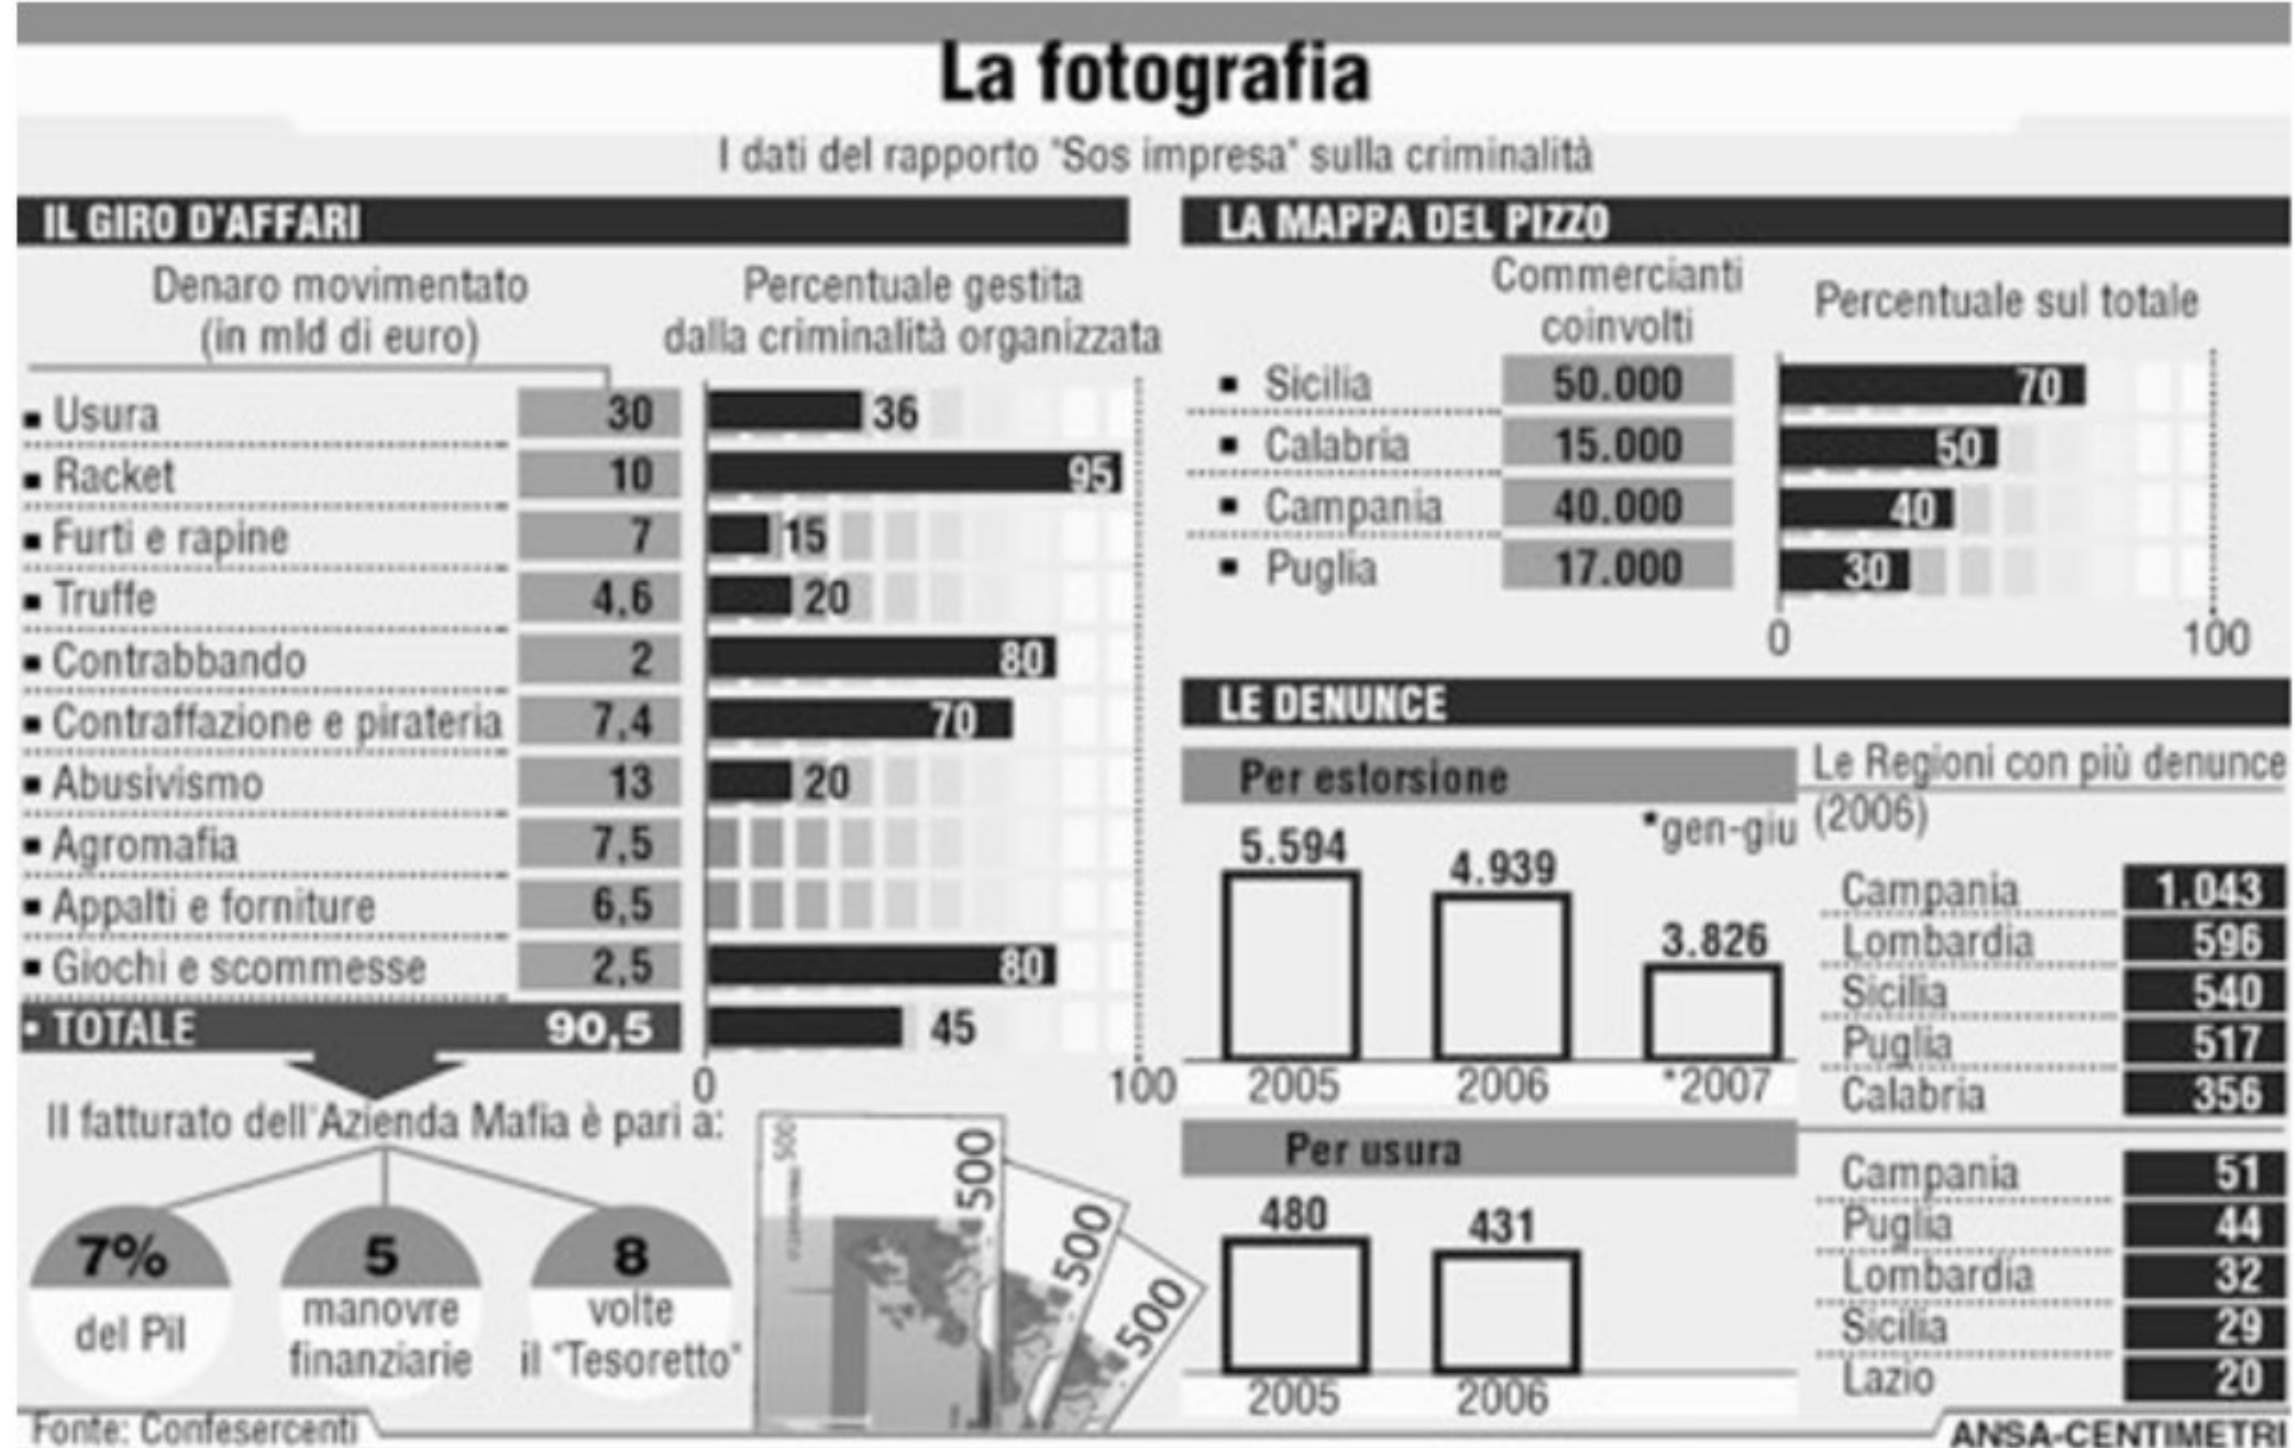 La fotografia
I dati del rapporto "Sos impresa" sulla criminalità
IL GIRO D'AFFARI
Denaro movimentato
(in mld di euro)
Percentuale gestita
dalla criminalità organizzata
Usura 30 36
Racket 10 95
Furti e rapine 7 15
Truffe 4,6 20
Contrabbando 2 80
Contraffazione e pirateria 7,4 70
Abusivismo 13 20
Agromafia 7,5
Appalti e forniture 6,5
Giochi e scommesse 2,5 80
TOTALE 90,5 45
0 100
Il fatturato dell'Azienda Mafia è pari a:
7%
del Pil
5
manovre
finanziarie
8
volte
il "Tesoretto"
500
500
500
500
Fonte: Confesercenti
LA MAPPA DEL PIZZO
Commercianti
coinvolti
Percentuale sul totale
Sicilia 50.000 70
Calabria 15.000 50
Campania 40.000 40
Puglia 17.000 30
0 100
LE DENUNCE
Per estorsione
*gen-giu
5.594 4.939 3.826
2005 2006 *2007
Le Regioni con più denunce
(2006)
Campania 1.043
Lombardia 596
Sicilia 540
Puglia 517
Calabria 356
Per usura
480 431
2005 2006
Campania 51
Puglia 44
Lombardia 32
Sicilia 29
Lazio 20
ANSA-CENTIMETRI